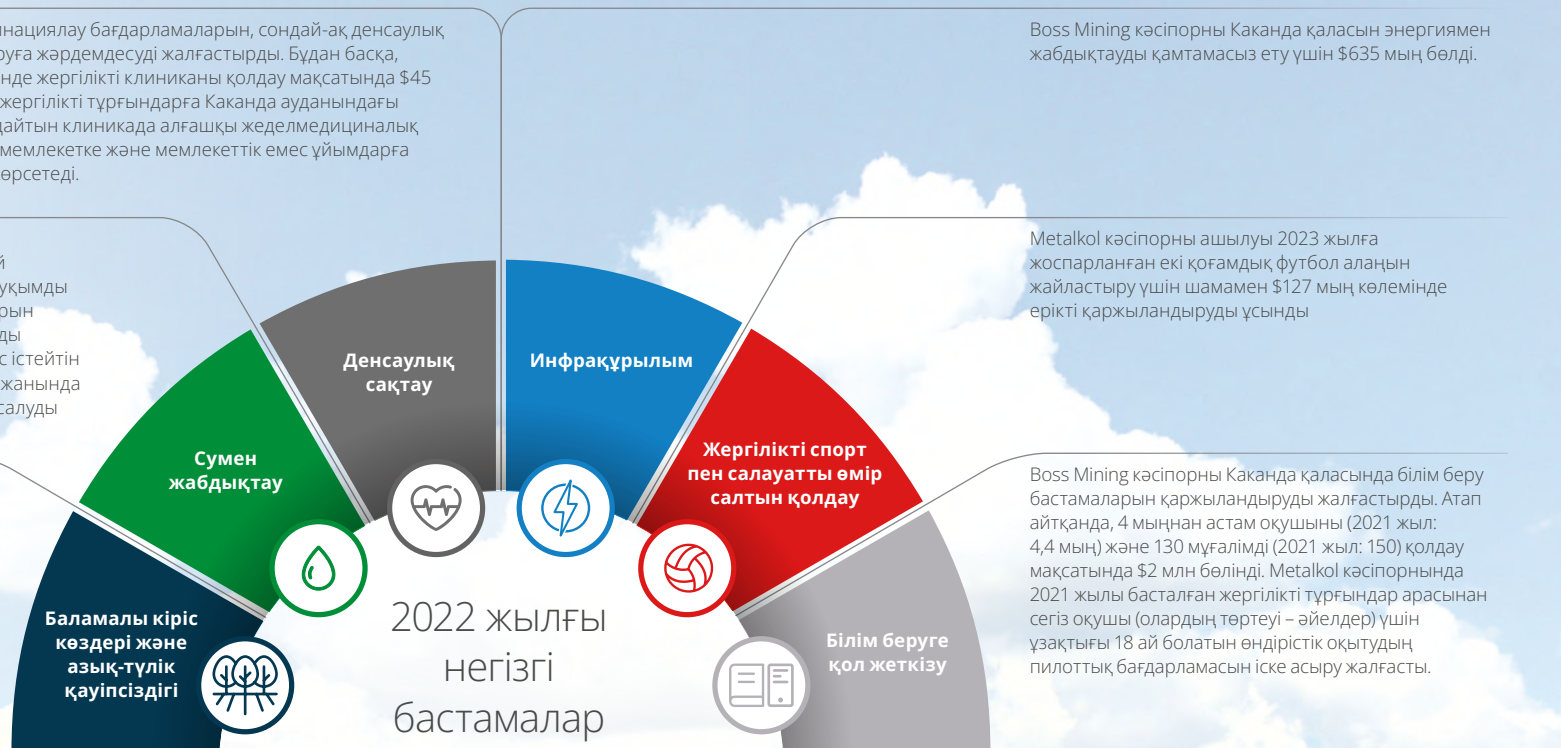 нациялау бағдарламаларын, сондай-ақ денсаулық
руға жәрдемдесуді жалғастырды. Бұдан басқа,
інде жергілікті клиниканы қолдау мақсатында $45
жергілікті тұрғындарға Каканда ауданындағы
дайтын клиникада алғашқы жеделмедициналық
мемлекетке және мемлекеттік емес ұйымдарға
өрсетеді.
й
уқымды
рын
ды
с істейтін
жанында
салуды
Boss Mining кәсіпорны Каканда қаласын энергиямен
жабдықтауды қамтамасыз ету үшін $635 мың бөлді.
Metalkol кәсіпорны ашылуы 2023 жылға
жоспарланған екі қоғамдық футбол алаңын
жайластыру үшін шамамен $127 мың көлемінде
ерікті қаржыландыруды ұсынды
Boss Mining кәсіпорны Каканда қаласында білім беру
бастамаларын қаржыландыруды жалғастырды. Атап
айтқанда, 4 мыңнан астам оқушыны (2021 жыл:
4,4 мың) және 130 мұғалімді (2021 жыл: 150) қолдау
мақсатында $2 млн бөлінді. Metalkol кәсіпорнында
2021 жылы басталған жергілікті тұрғындар арасынан
сегіз оқушы (олардың төртеуі – әйелдер) үшін
ұзақтығы 18 ай болатын өндірістік оқытудың
пилоттық бағдарламасын іске асыру жалғасты.
Баламалы кіріс
көздері және
азық-түлік
қауіпсіздігі
Сумен
жабдықтау
Денсаулық
сақтау
Инфрақұрылым
Жергілікті спорт
пен салауатты өмір
салтын қолдау
Білім беруге
қол жеткізу
2022 жылғы
негізгі
бастамалар